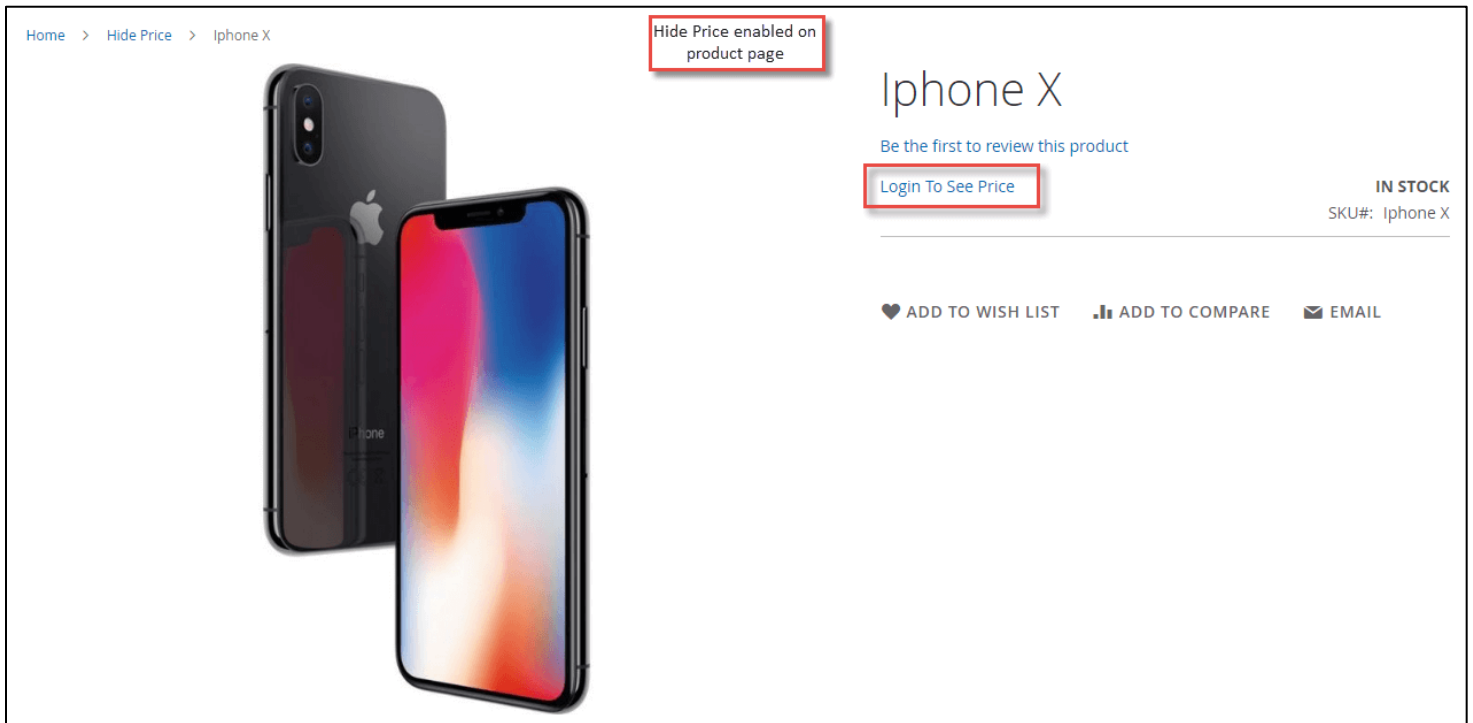 Home > Hide Price > Iphone X
Hide Price enabled on
product page
Iphone X
Be the first to review this product
Login To See Price
IN STOCK
SKU#: Iphone X
ADD TO WISH LIST ADD TO COMPARE EMAIL
iPhone